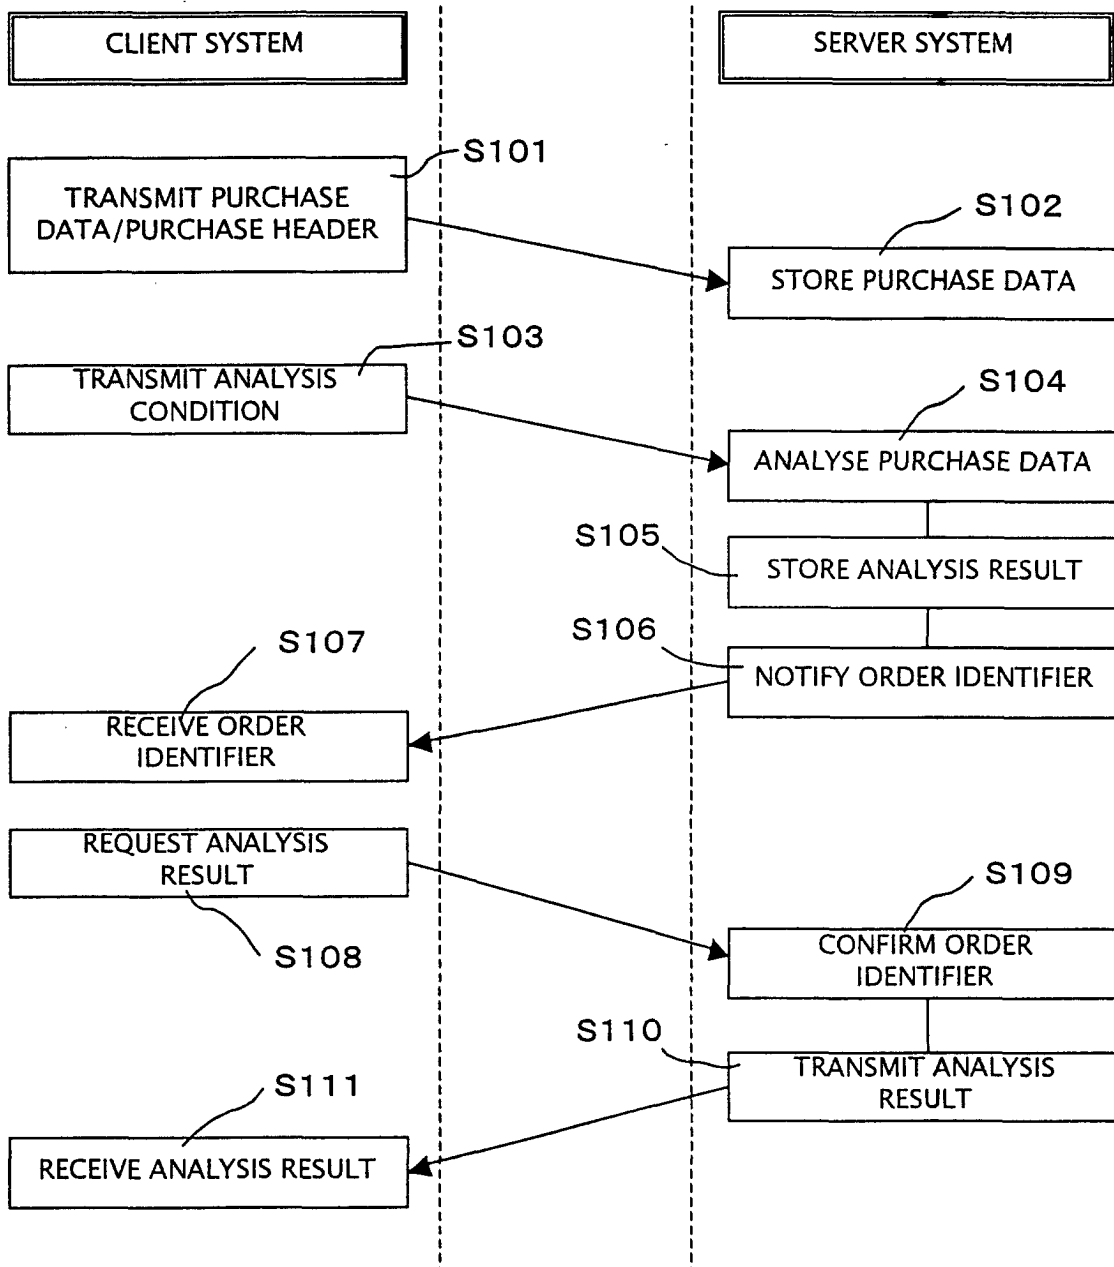 CLIENT SYSTEM
SERVER SYSTEM
S101
TRANSMIT PURCHASE
DATA/PURCHASE HEADER
S102
STORE PURCHASE DATA
S103
TRANSMIT ANALYSIS
CONDITION
S104
ANALYSE PURCHASE DATA
S105
STORE ANALYSIS RESULT
S106
NOTIFY ORDER IDENTIFIER
S107
RECEIVE ORDER
IDENTIFIER
REQUEST ANALYSIS
RESULT
S108
S109
CONFIRM ORDER
IDENTIFIER
S110
TRANSMIT ANALYSIS
RESULT
S111
RECEIVE ANALYSIS RESULT